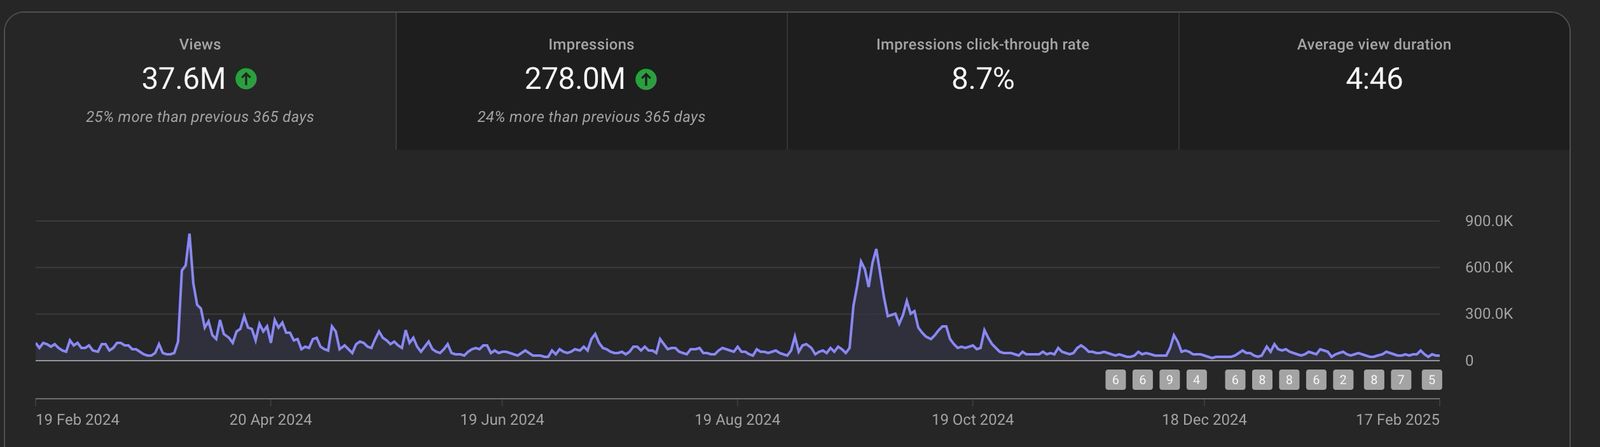 Views
37.6M
25% more than previous 365 days
Impressions
278.0M
24% more than previous 365 days
Impressions click-through rate
8.7%
Average view duration
4:46
900.0K
600.0K
300.0K
0
6 6 9 4 6 8 8 6 2 8 7 5
19 Feb 2024 20 Apr 2024 19 Jun 2024 19 Aug 2024 19 Oct 2024 18 Dec 2024 17 Feb 2025